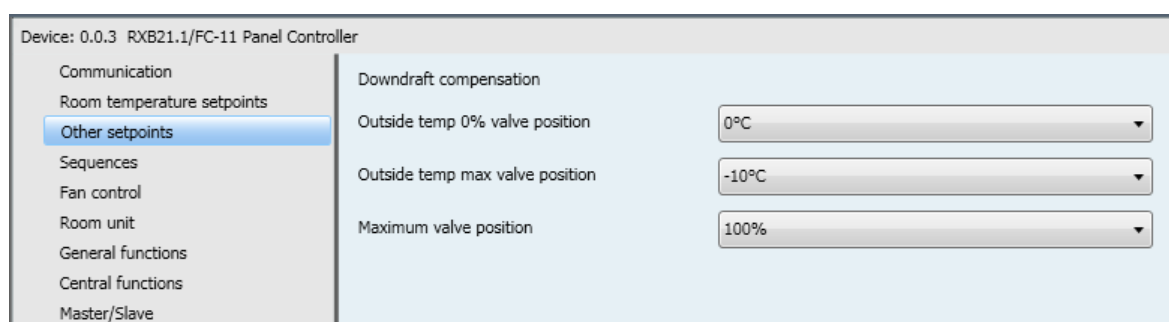 Device: 0.0.3 RXB21.1/FC-11 Panel Controller
Communication
Room temperature setpoints
Other setpoints
Sequences
Fan control
Room unit
General functions
Central functions
Master/Slave
Downdraft compensation
Outside temp 0% valve position 0°C
Outside temp max valve position -10°C
Maximum valve position 100%